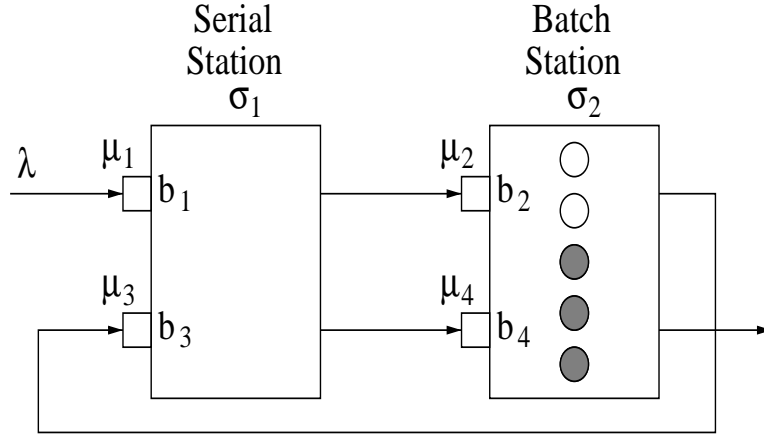 Serial Station σ₁
Batch Station σ₂
λ
μ₁
b₁
μ₂
b₂
μ₃
b₃
μ₄
b₄